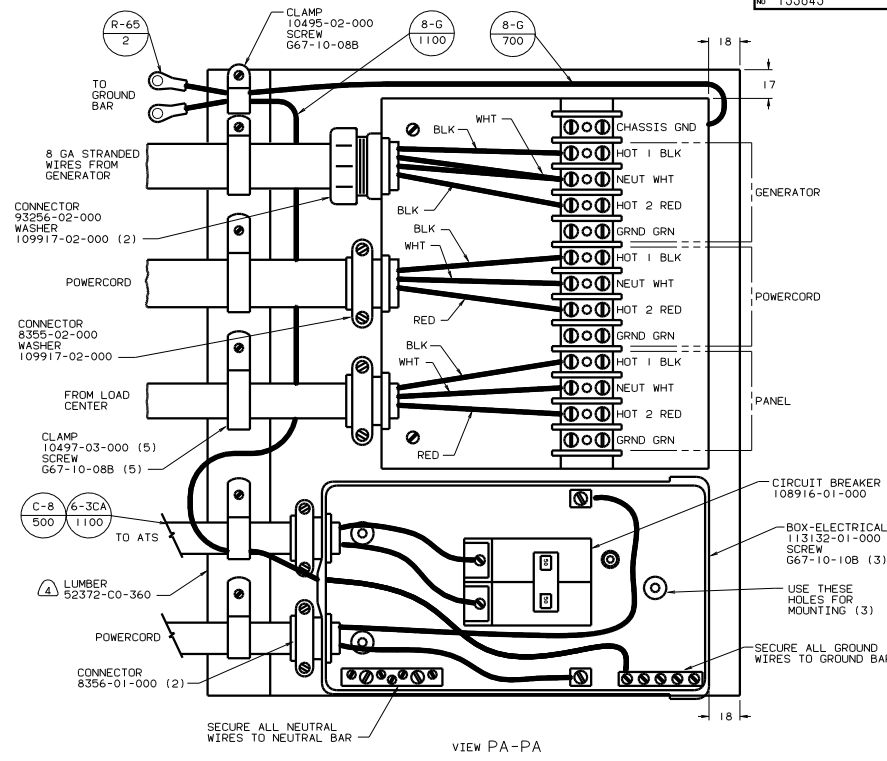 NO 135845
R-65
2
CLAMP
10495-02-000
SCREW
G67-10-08B
8-G
1100
8-G
700
18
17
TO
GROUND
BAR
8 GA STRANDED
WIRES FROM
GENERATOR
CONNECTOR
93256-02-000
WASHER
109917-02-000 (2)
POWERCORD
CONNECTOR
8355-02-000
WASHER
109917-02-000
FROM LOAD
CENTER
CLAMP
10497-03-000 (5)
SCREW
G67-10-08B (5)
C-8
500
6-3CA
1100
TO ATS
4 LUMBER
52372-C0-360
POWERCORD
CONNECTOR
8356-01-000 (2)
SECURE ALL NEUTRAL
WIRES TO NEUTRAL BAR
BLK
WHT
BLK
BLK
WHT
RED
BLK
WHT
RED
CHASSIS GND
HOT 1 BLK
NEUT WHT
HOT 2 RED
GRND GRN
HOT 1 BLK
NEUT WHT
HOT 2 RED
GRND GRN
HOT 1 BLK
NEUT WHT
HOT 2 RED
GRND GRN
GENERATOR
POWERCORD
PANEL
CIRCUIT BREAKER
108916-01-000
BOX-ELECTRICAL
113132-01-000
SCREW
G67-10-10B (3)
USE THESE
HOLES FOR
MOUNTING (3)
SECURE ALL GROUND
WIRES TO GROUND BAR
18
VIEW PA-PA